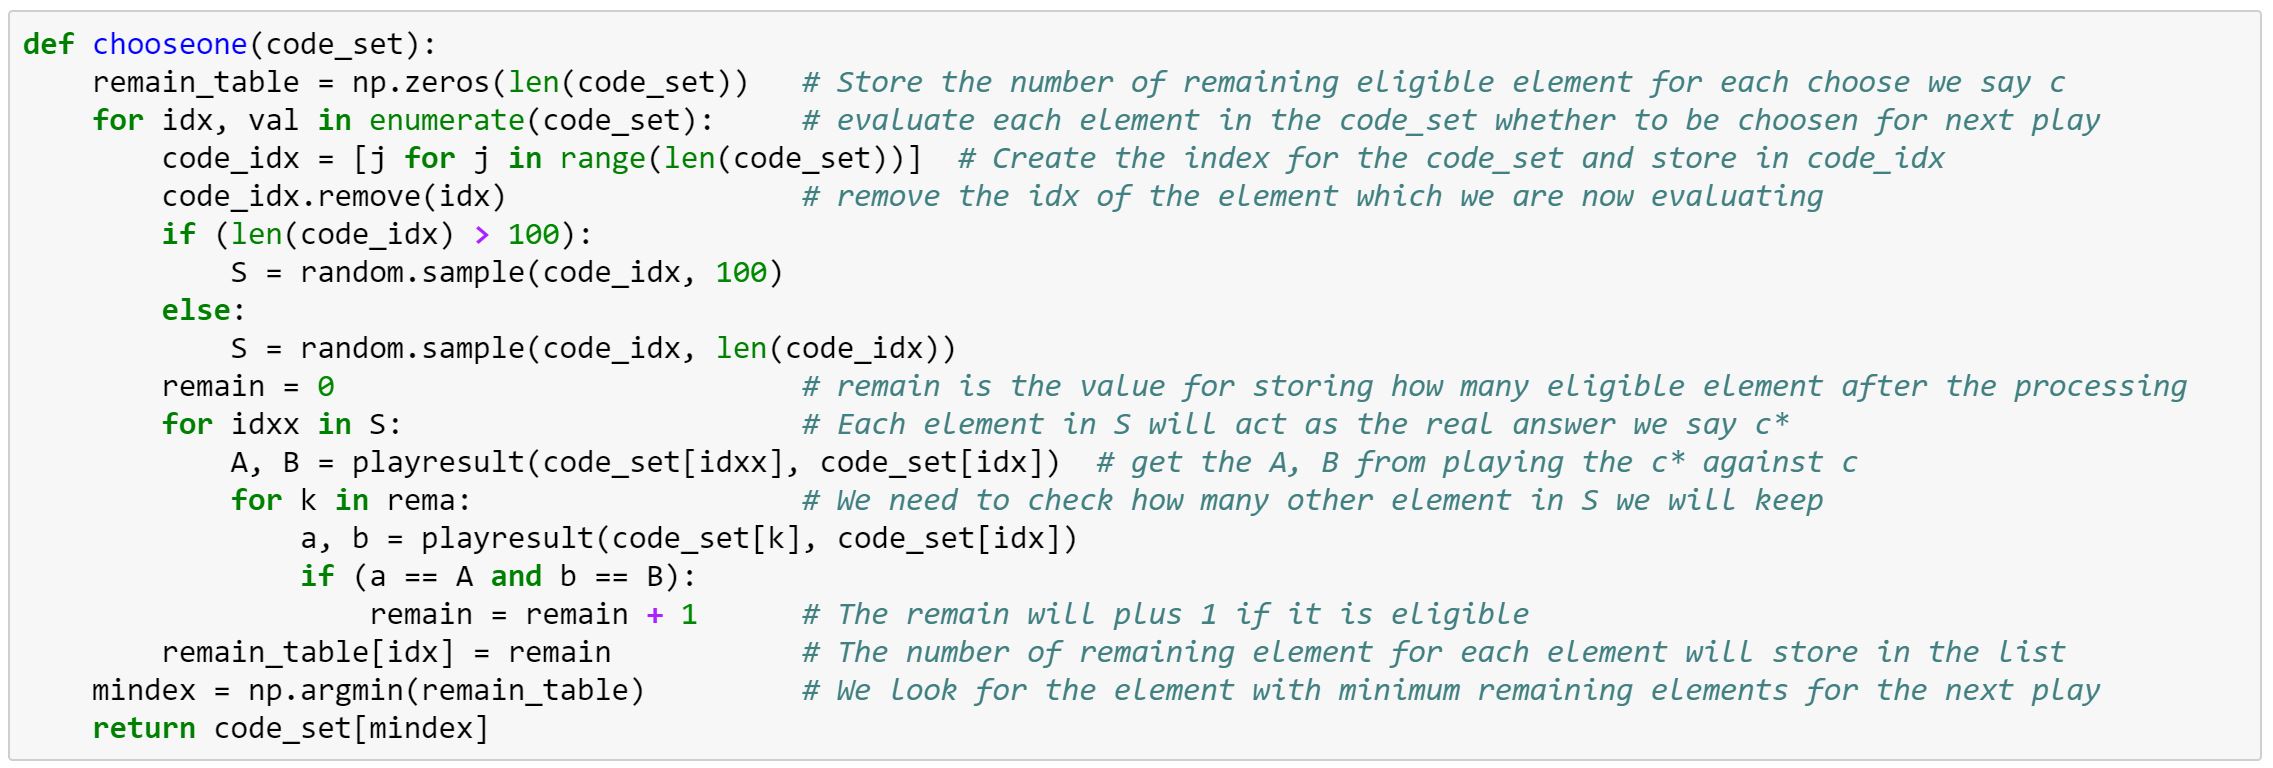 def chooseone(code_set):
    remain_table = np.zeros(len(code_set))   # Store the number of remaining eligible element for each choose we say c
    for idx, val in enumerate(code_set):     # evaluate each element in the code_set whether to be choosen for next play
        code_idx = [j for j in range(len(code_set))]  # Create the index for the code_set and store in code_idx
        code_idx.remove(idx)                 # remove the idx of the element which we are now evaluating
        if (len(code_idx) > 100):
            S = random.sample(code_idx, 100)
        else:
            S = random.sample(code_idx, len(code_idx))
        remain = 0                           # remain is the value for storing how many eligible element after the processing
        for idxx in S:                       # Each element in S will act as the real answer we say c*
            A, B = playresult(code_set[idxx], code_set[idx])  # get the A, B from playing the c* against c
            for k in rema:                   # We need to check how many other element in S we will keep
                a, b = playresult(code_set[k], code_set[idx])
                if (a == A and b == B):
                    remain = remain + 1      # The remain will plus 1 if it is eligible
        remain_table[idx] = remain           # The number of remaining element for each element will store in the list
    mindex = np.argmin(remain_table)         # We look for the element with minimum remaining elements for the next play
    return code_set[mindex]